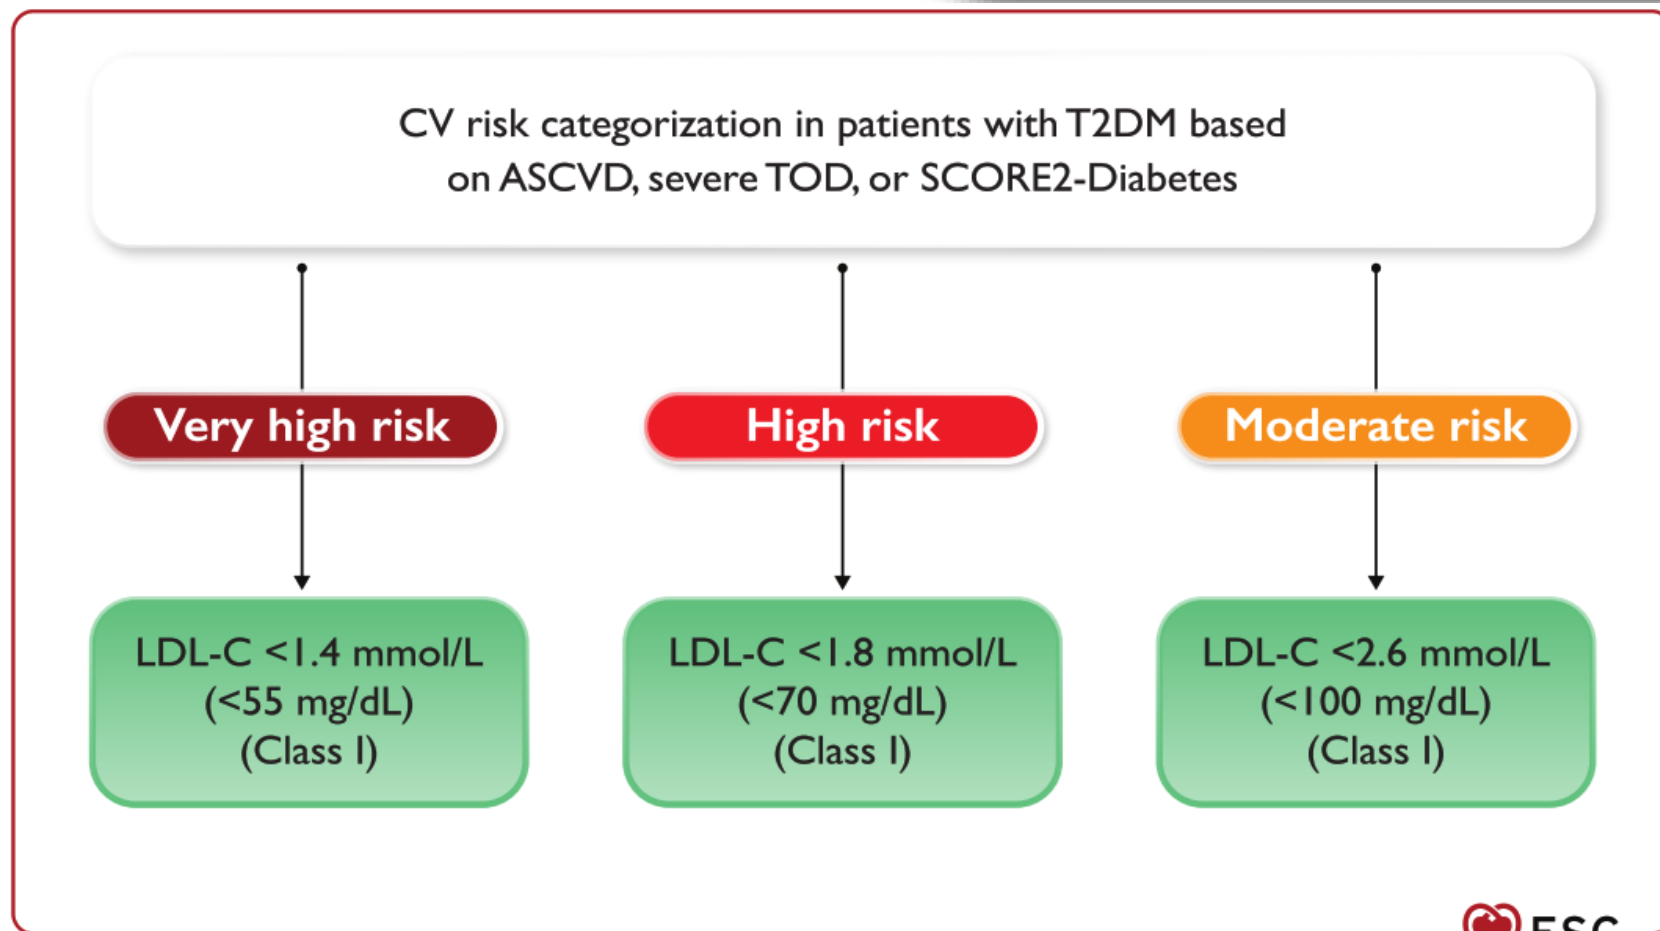 CV risk categorization in patients with T2DM based
on ASCVD, severe TOD, or SCORE2-Diabetes
Very high risk
High risk
Moderate risk
LDL-C <1.4 mmol/L
(<55 mg/dL)
(Class I)
LDL-C <1.8 mmol/L
(<70 mg/dL)
(Class I)
LDL-C <2.6 mmol/L
(<100 mg/dL)
(Class I)
ESC